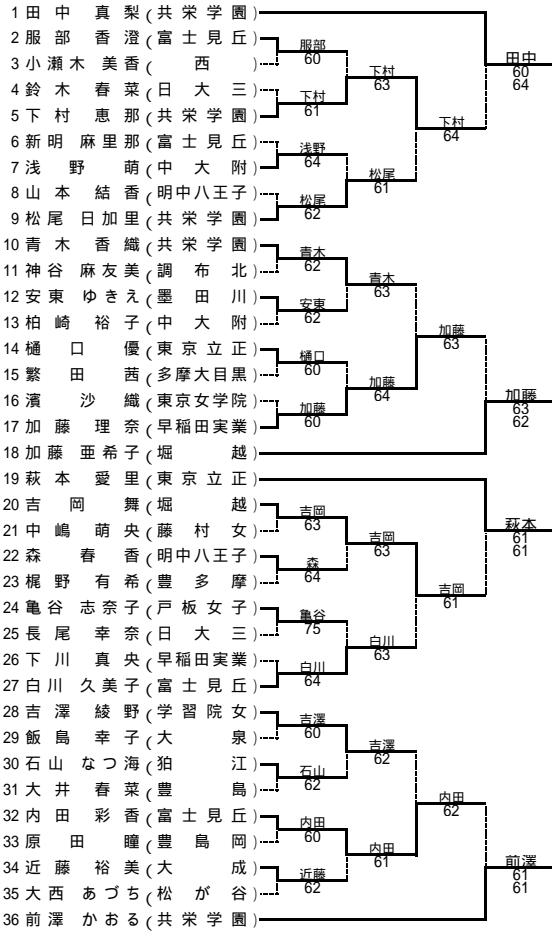 1 田中 真梨 (共栄学園)
2 服部 香澄 (富士見丘)
3 小瀬木 美香 (西)
4 鈴木 春菜 (日大三)
5 下村 恵那 (共栄学園)
6 新明 麻里那 (富士見丘)
7 浅野 萌 (中大附)
8 山本 結香 (明中八王子)
9 松尾 日加里 (共栄学園)
10 青木 香織 (共栄学園)
11 神谷 麻友美 (調布北)
12 安東 ゆきえ (墨田川)
13 柏崎 裕子 (中大附)
14 樋口 優 (東京立正)
15 繁田 茜 (多摩大目黒)
16 濱 沙織 (東京女学院)
17 加藤 理奈 (早稲田実業)
18 加藤 亜希子 (堀越)
19 萩本 愛里 (東京立正)
20 吉岡 舞 (堀越)
21 中嶋 萌央 (藤村女)
22 森 春香 (明中八王子)
23 梶野 有希 (豊多摩)
24 亀谷 志奈子 (戸板女子)
25 長尾 幸奈 (日大三)
26 下川 真央 (早稲田実業)
27 白川 久美子 (富士見丘)
28 吉澤 綾野 (学習院女)
29 飯島 幸子 (大泉)
30 石山 なつ海 (狛江)
31 大井 春菜 (豊島)
32 内田 彩香 (富士見丘)
33 原田 瞳 (豊島岡)
34 近藤 裕美 (大成)
35 大西 あづち (松が谷)
36 前澤 かおる (共栄学園)
服部
60
下村
61
浅野
64
松尾
62
青木
62
安東
62
樋口
60
加藤
60
吉岡
63
森
64
亀谷
75
白川
64
吉澤
60
石山
62
内田
60
近藤
62
下村
63
松尾
61
青木
63
加藤
64
吉岡
63
白川
63
吉澤
62
内田
61
下村
64
加藤
63
吉岡
61
内田
62
田中
60
64
加藤
63
62
萩本
61
61
前澤
61
61